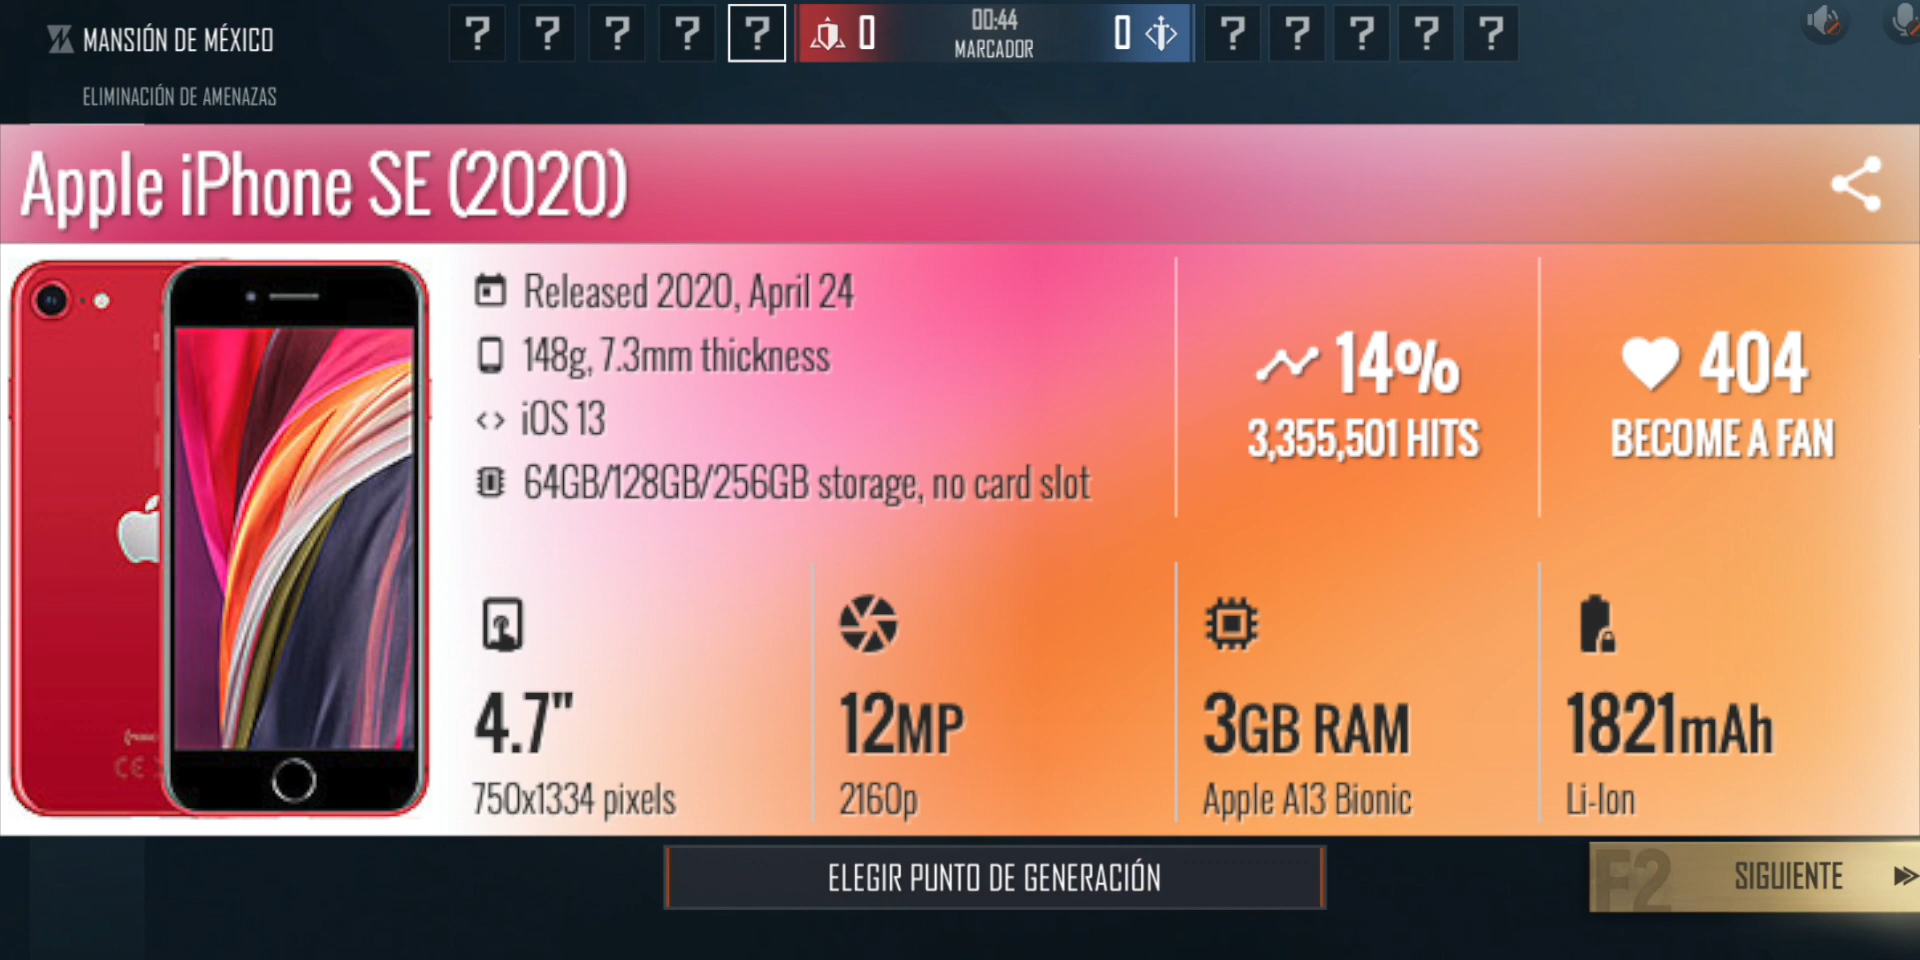 MANSIÓN DE MÉXICO
ELIMINACIÓN DE AMENAZAS
? ? ? ? ? 0 00:44 0 ? ? ? ? ?
MARCADOR
Apple iPhone SE (2020)
Released 2020, April 24
148g, 7.3mm thickness
iOS 13
64GB/128GB/256GB storage, no card slot
14%
3,355,501 HITS
404
BECOME A FAN
4.7"
750x1334 pixels
12MP
2160p
3GB RAM
Apple A13 Bionic
1821mAh
Li-Ion
CE
ELEGIR PUNTO DE GENERACIÓN
F2 SIGUIENTE